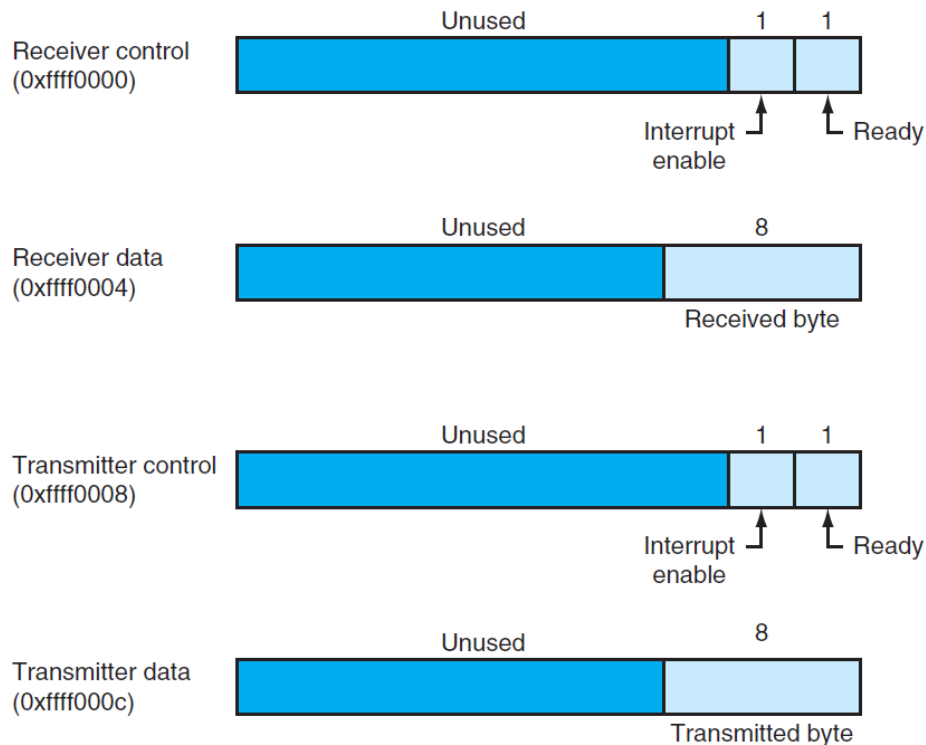 Unused 1 1
Receiver control
(0xffff0000)
Interrupt
enable
Ready
Unused 8
Receiver data
(0xffff0004)
Received byte
Unused 1 1
Transmitter control
(0xffff0008)
Interrupt
enable
Ready
Unused 8
Transmitter data
(0xffff000c)
Transmitted byte